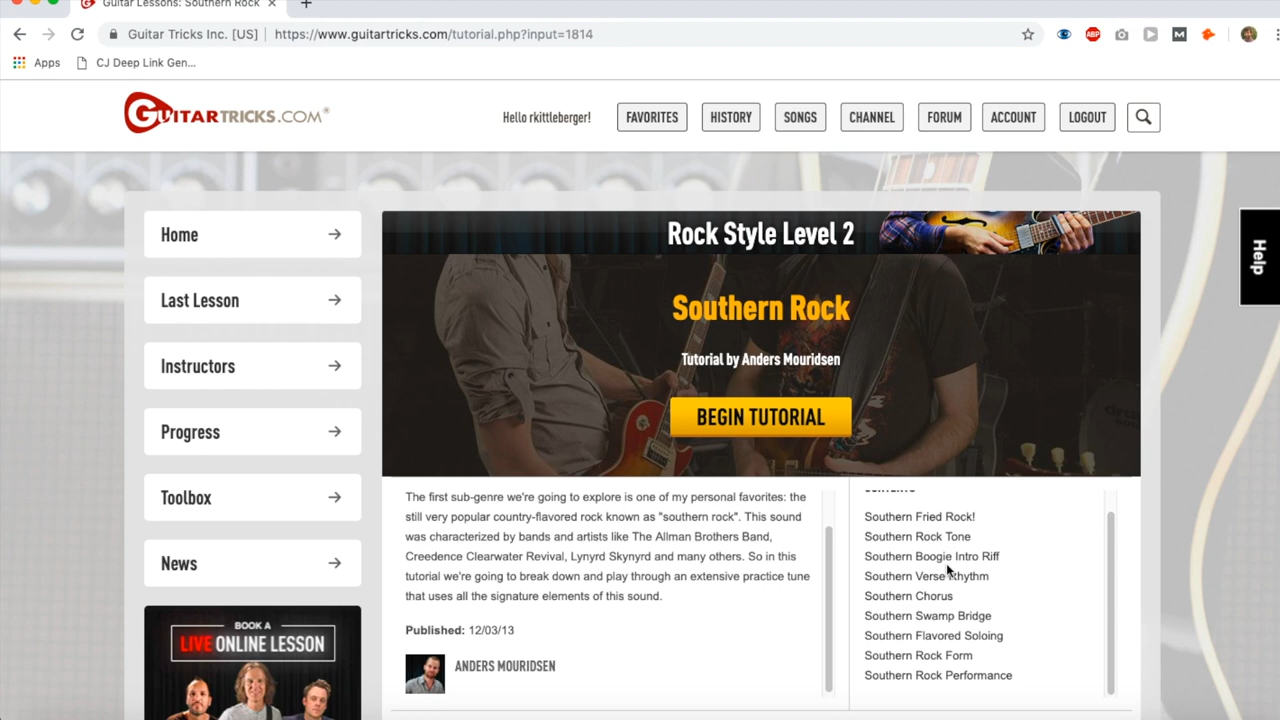 Guitar Lessons: Southern Rock
Guitar Tricks Inc. [US] | https://www.guitartricks.com/tutorial.php?input=1814
ABP
M
Apps
CJ Deep Link Gen...
GUITARTRICKS.COM®
Hello rkittleberger!
FAVORITES
HISTORY
SONGS
CHANNEL
FORUM
ACCOUNT
LOGOUT
Home
Last Lesson
Instructors
Progress
Toolbox
News
BOOK A
LIVE ONLINE LESSON
Rock Style Level 2
Southern Rock
Tutorial by Anders Mouridsen
BEGIN TUTORIAL
The first sub-genre we're going to explore is one of my personal favorites: the
still very popular country-flavored rock known as "southern rock". This sound
was characterized by bands and artists like The Allman Brothers Band,
Creedence Clearwater Revival, Lynyrd Skynyrd and many others. So in this
tutorial we're going to break down and play through an extensive practice tune
that uses all the signature elements of this sound.
Published: 12/03/13
ANDERS MOURIDSEN
Southern Fried Rock!
Southern Rock Tone
Southern Boogie Intro Riff
Southern Verse Rhythm
Southern Chorus
Southern Swamp Bridge
Southern Flavored Soloing
Southern Rock Form
Southern Rock Performance
Help